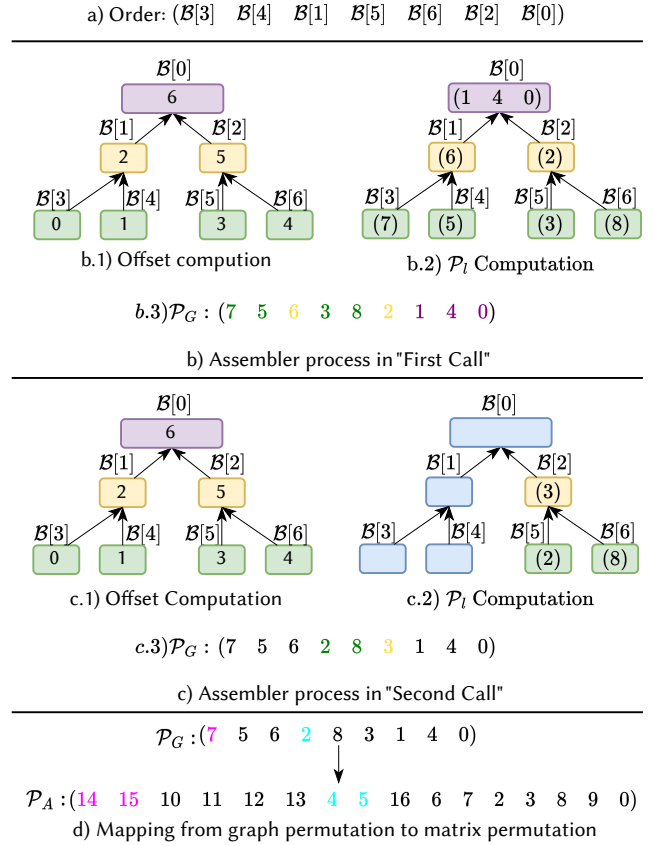 a) Order: (ℬ[3] ℬ[4] ℬ[1] ℬ[5] ℬ[6] ℬ[2] ℬ[0])
ℬ[0] ℬ[0]
6 (1 4 0)
ℬ[1] ℬ[2] ℬ[1] ℬ[2]
2 5 (6) (2)
ℬ[3] ℬ[4] ℬ[5] ℬ[6] ℬ[3] ℬ[4] ℬ[5] ℬ[6]
0 1 3 4 (7) (5) (3) (8)
b.1) Offset compution b.2) 𝒫_l Computation
b.3)𝒫_G : (7 5 6 3 8 2 1 4 0)
b) Assembler process in "First Call"
ℬ[0] ℬ[0]
6
ℬ[1] ℬ[2] ℬ[1] ℬ[2]
2 5 (3)
ℬ[3] ℬ[4] ℬ[5] ℬ[6] ℬ[3] ℬ[4] ℬ[5] ℬ[6]
0 1 3 4 (2) (8)
c.1) Offset Computation c.2) 𝒫_l Computation
c.3)𝒫_G : (7 5 6 2 8 3 1 4 0)
c) Assembler process in "Second Call"
𝒫_G :(7 5 6 2 8 3 1 4 0)
𝒫_A :(14 15 10 11 12 13 4 5 16 6 7 2 3 8 9 0)
d) Mapping from graph permutation to matrix permutation